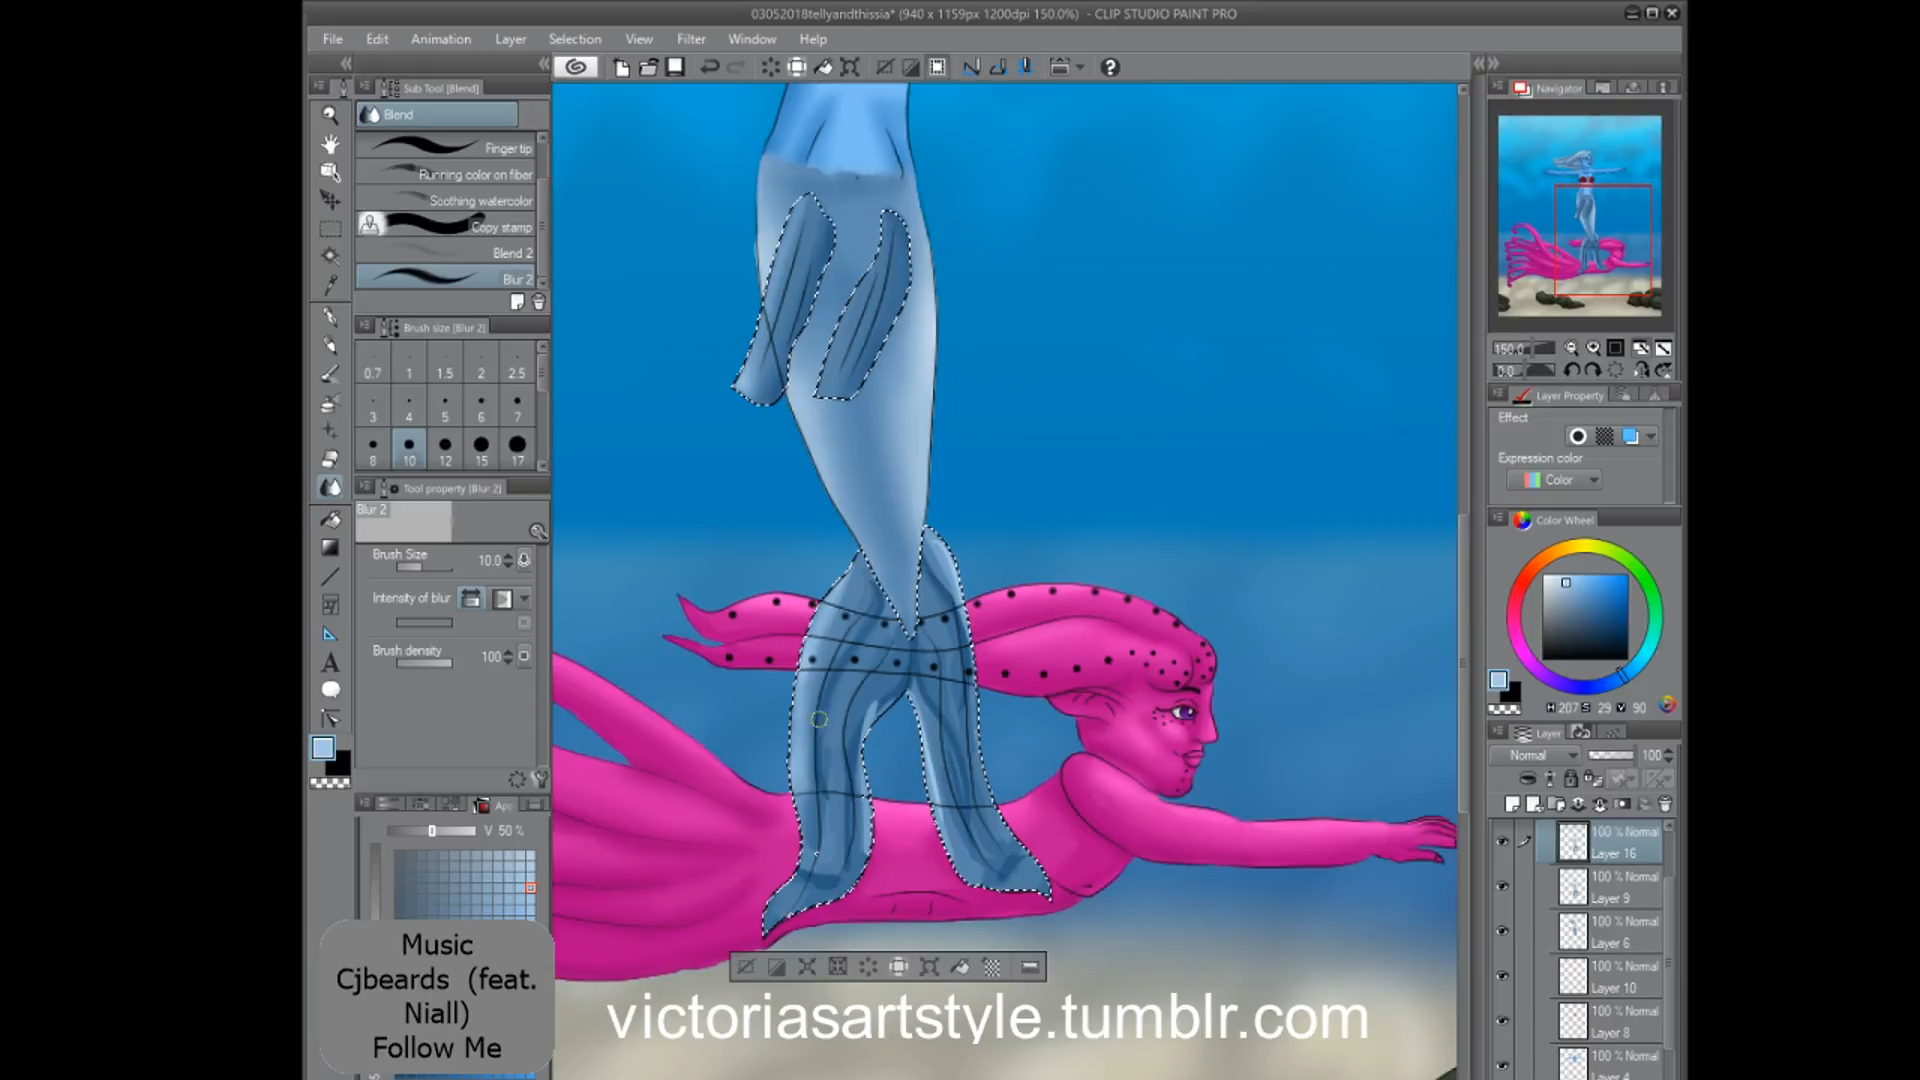 03052018tellyandthissia* (940 x 1159px 1200dpi 150.0%) - CLIP STUDIO PAINT PRO
File Edit Animation Layer Selection View Filter Window Help
Sub Tool [Blend]
Blend
Finger tip
Running color on fiber
Soothing watercolor
Copy stamp
Blend 2
Blur 2
Brush size [Blur 2]
0.7 1 1.5 2 2.5
3 4 5 6 7
8 10 12 15 17
Tool property [Blur 2]
Blur 2
Brush Size 10.0
Intensity of blur
Brush density 100
V 50 %
Music
Cjbeards (feat.
Niall)
Follow Me
victoriasartstyle.tumblr.com
Navigator
150.0
0.0
Layer Property
Effect
Expression color
Color
Color Wheel
H 207 S 29 V 90
Layer
Normal 100
100 % Normal
Layer 16
100 % Normal
Layer 9
100 % Normal
Layer 6
100 % Normal
Layer 10
100 % Normal
Layer 8
100 % Normal
Layer 4